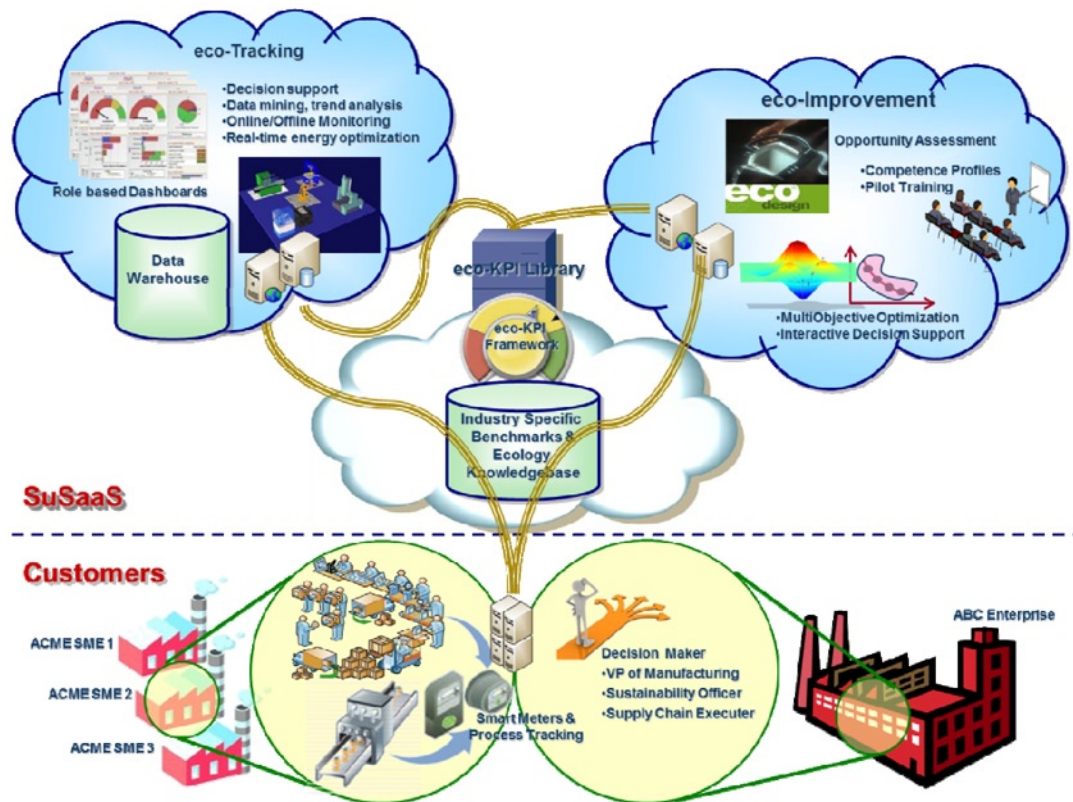 eco-Tracking
•Decision support
•Data mining, trend analysis
•Online/Offline Monitoring
•Real-time energy optimization
Role based Dashboards
Data
Warehouse
eco-Improvement
Opportunity Assessment
•Competence Profiles
•Pilot Training
eco
design
•MultiObjective Optimization
•Interactive Decision Support
eco-KPI Library
eco-KPI
Framework
Industry Specific
Benchmarks &
Ecology
Knowledgebase
SuSaaS
Customers
ACME SME 1
ACME SME 2
ACME SME 3
Smart Meters &
Process Tracking
Decision Maker
•VP of Manufacturing
•Sustainability Officer
•Supply Chain Executer
ABC Enterprise